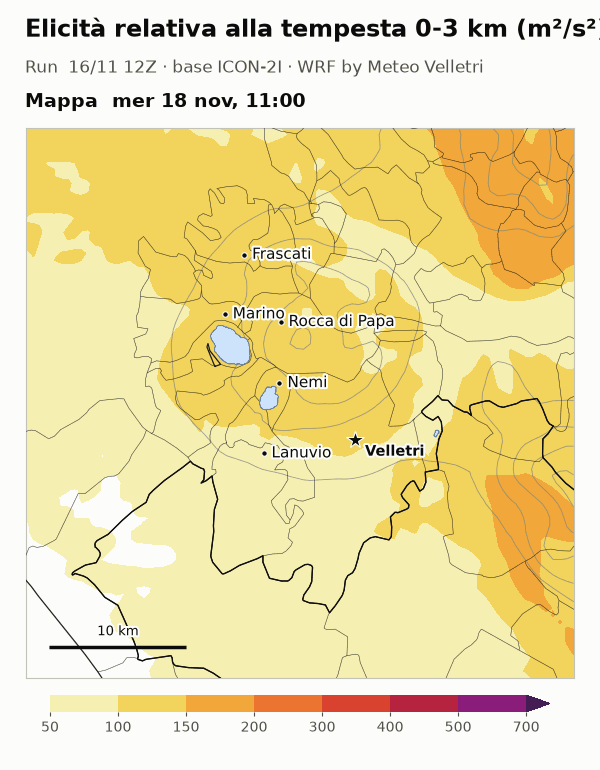 Elicità relativa alla tempesta 0-3 km (m²/s²)
Run  16/11 12Z · base ICON-2I · WRF by Meteo Velletri
Mappa  mer 18 nov, 11:00
Frascati
Marino
Rocca di Papa
Nemi
Velletri
Lanuvio
10 km
50 100 150 200 300 400 500 700